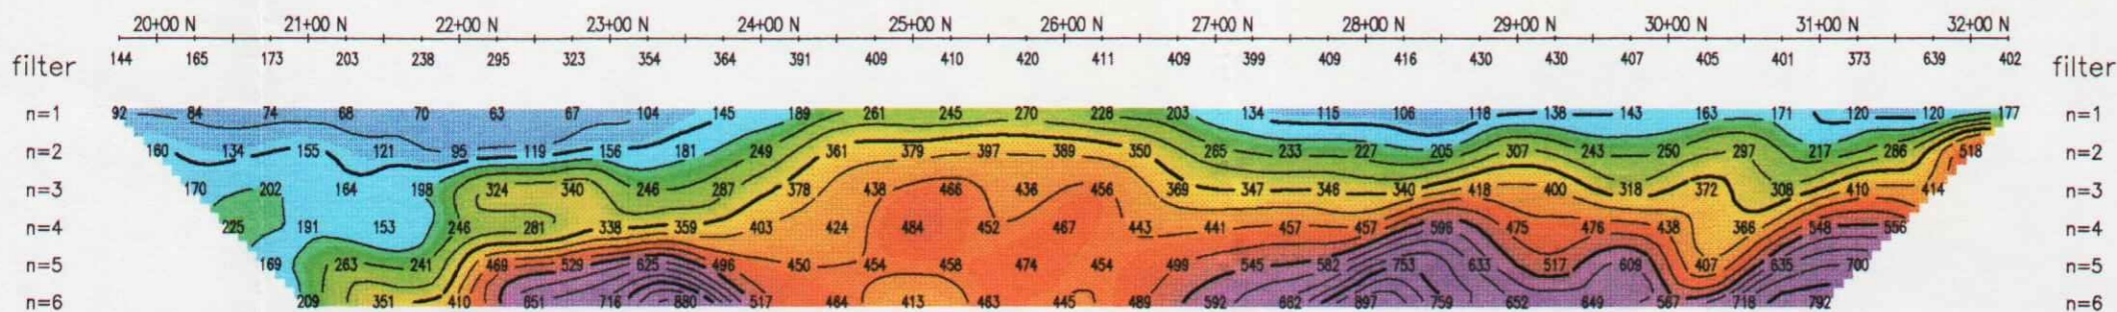 20+00 N 21+00 N 22+00 N 23+00 N 24+00 N 25+00 N 26+00 N 27+00 N 28+00 N 29+00 N 30+00 N 31+00 N 32+00 N
filter 144 165 173 203 238 295 323 354 364 391 409 410 420 411 409 399 409 416 430 430 407 405 401 373 639 402 filter
n=1 92 84 74 68 70 63 67 104 145 189 261 245 270 228 203 134 115 106 118 138 143 163 171 120 120 177 n=1
n=2 160 134 155 121 95 119 156 181 249 361 379 397 389 350 265 233 227 205 307 243 250 297 217 286 518 n=2
n=3 170 202 164 198 324 340 246 287 378 438 466 436 456 369 347 346 340 418 400 318 372 308 410 414 n=3
n=4 225 191 153 246 281 338 359 403 424 484 452 467 443 441 457 457 596 475 476 438 366 548 556 n=4
n=5 169 263 241 469 529 625 496 450 454 458 474 454 499 545 582 753 633 517 609 407 635 700 n=5
n=6 209 351 410 651 716 880 517 464 413 463 445 489 592 682 897 759 652 649 567 718 792 n=6